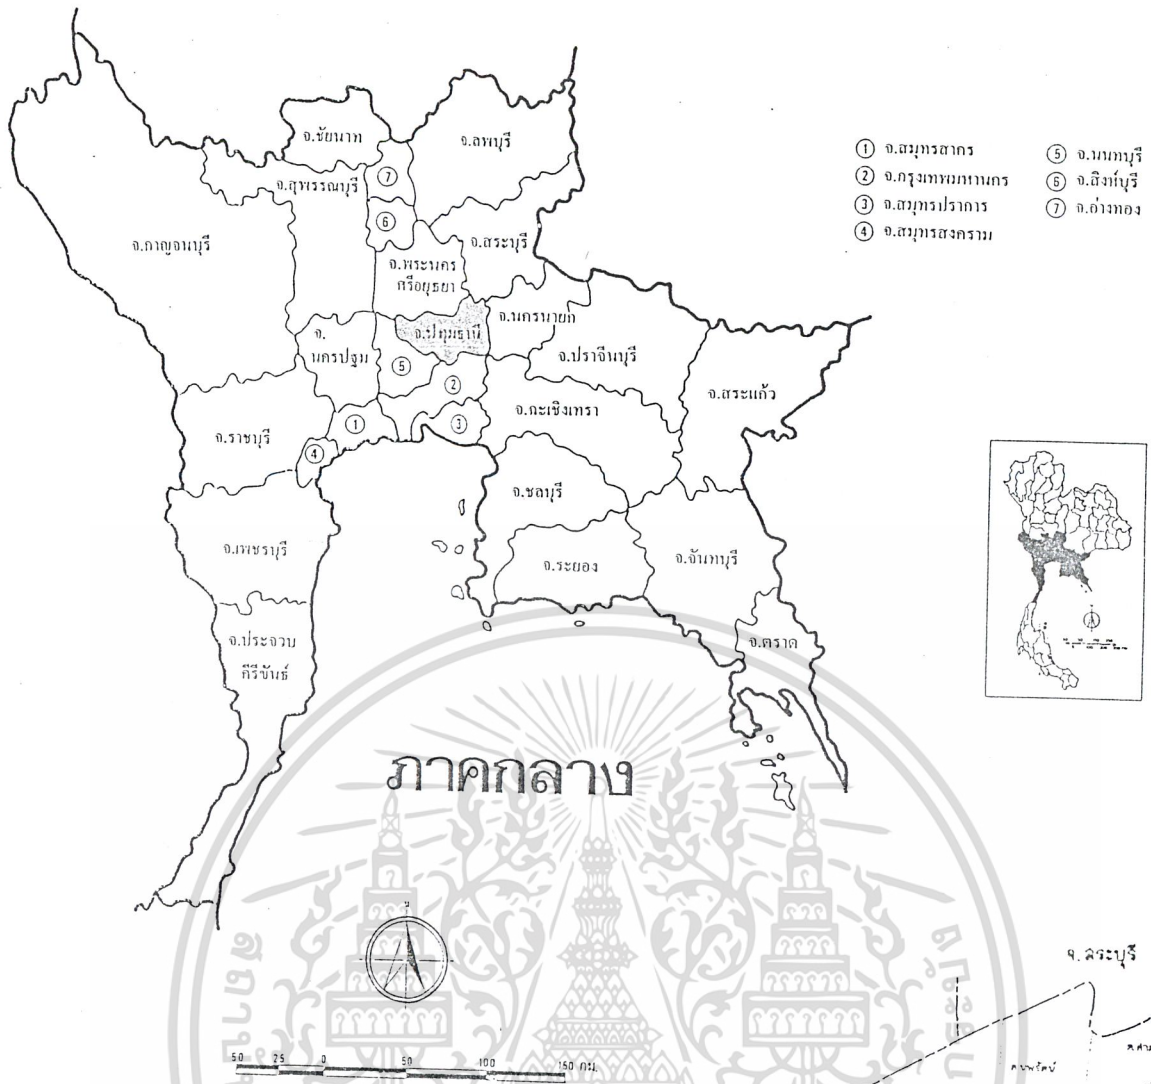 จ.ชัยนาท
จ.ลพบุรี
① จ.สมุทรสาคร
⑤ จ.นนทบุรี
② จ.กรุงเทพมหานคร
⑥ จ.สิงห์บุรี
③ จ.สมุทรปราการ
⑦ จ.อ่างทอง
④ จ.สมุทรสงคราม
⑦
จ.สุพรรณบุรี
⑥
จ.สระบุรี
จ.กาญจนบุรี
จ.พระนคร
ศรีอยุธยา
จ.นครนายก
จ.
นครปฐม
จ.ปทุมธานี
จ.ปราจีนบุรี
⑤
②
จ.สระแก้ว
จ.ฉะเชิงเทรา
จ.ราชบุรี
①
③
④
จ.ชลบุรี
จ.เพชรบุรี
จ.ระยอง
จ.จันทบุรี
จ.ประจวบ
คีรีขันธ์
จ.ตราด
ภาคกลาง
จ.สระบุรี
50 25 0 50 100 150 กม.